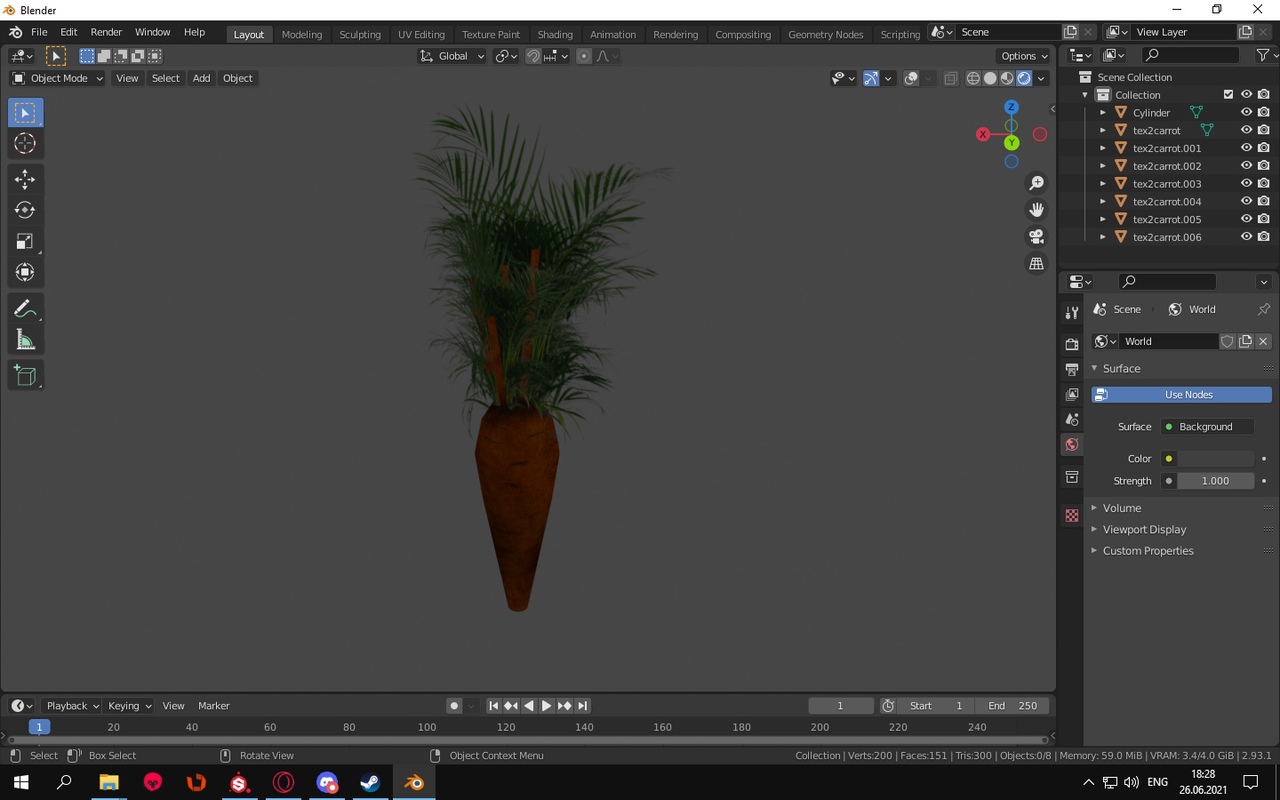 Blender
File Edit Render Window Help Layout Modeling Sculpting UV Editing Texture Paint Shading Animation Rendering Compositing Geometry Nodes Scripting Scene View Layer
Global Options
Object Mode View Select Add Object
Z
X
Y
Scene Collection
Collection
Cylinder
tex2carrot
tex2carrot.001
tex2carrot.002
tex2carrot.003
tex2carrot.004
tex2carrot.005
tex2carrot.006
Scene World
World
Surface
Use Nodes
Surface Background
Color
Strength 1.000
Volume
Viewport Display
Custom Properties
Playback Keying View Marker 1 Start 1 End 250
1 20 40 60 80 100 120 140 160 180 200 220 240
Select Box Select Rotate View Object Context Menu Collection | Verts:200 | Faces:151 | Tris:300 | Objects:0/8 | Memory: 59.0 MiB | VRAM: 3.4/4.0 GiB | 2.93.1
ENG 18:28
26.06.2021